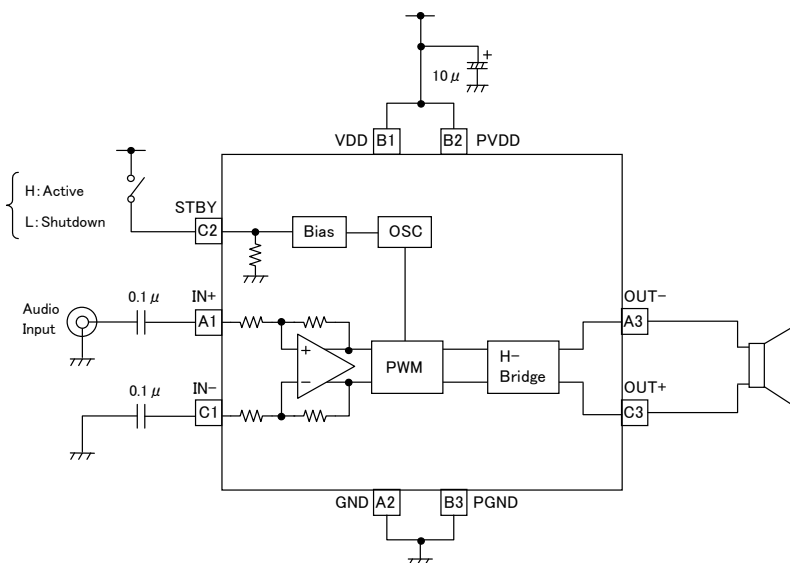 +
10μ
VDD B1 B2 PVDD
H:Active
L:Shutdown
STBY
C2
Bias
OSC
Audio
Input
0.1μ
IN+
A1
+
−
PWM
H-
Bridge
OUT-
A3
OUT+
C3
0.1μ
IN-
C1
GND A2 B3 PGND